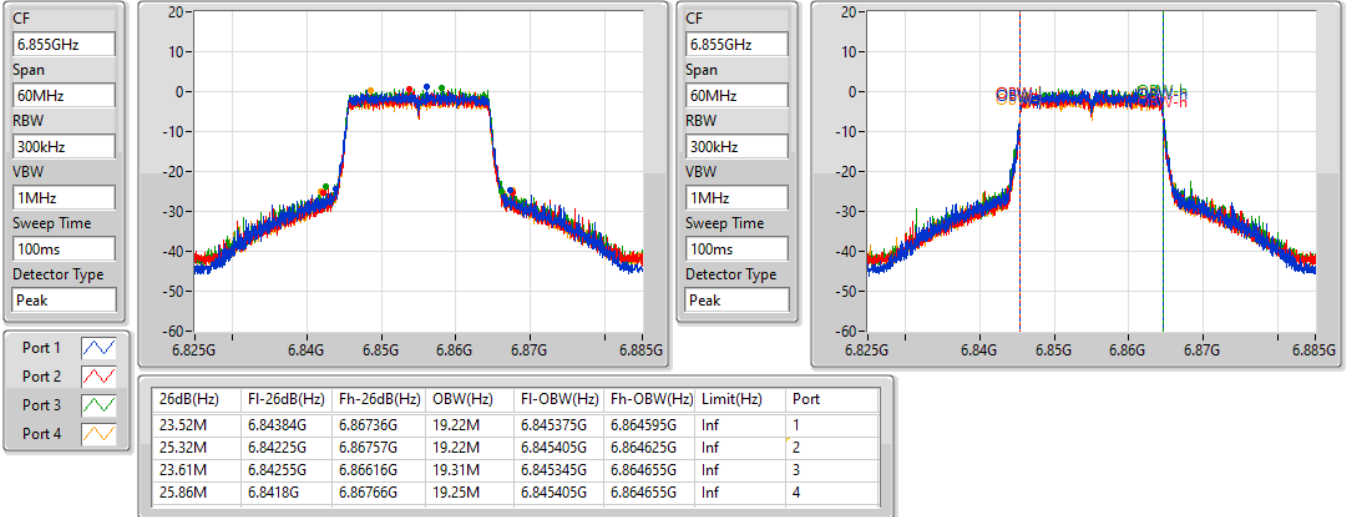 CF
6.855GHz
Span
60MHz
RBW
300kHz
VBW
1MHz
Sweep Time
100ms
Detector Type
Peak
20
10
0
-10
-20
-30
-40
-50
-60
6.825G 6.84G 6.85G 6.86G 6.87G 6.885G
CF
6.855GHz
Span
60MHz
RBW
300kHz
VBW
1MHz
Sweep Time
100ms
Detector Type
Peak
20
10
0
-10
-20
-30
-40
-50
-60
OBW-h
6.825G 6.84G 6.85G 6.86G 6.87G 6.885G
Port 1
Port 2
Port 3
Port 4
26dB(Hz) Fl-26dB(Hz) Fh-26dB(Hz) OBW(Hz) Fl-OBW(Hz) Fh-OBW(Hz) Limit(Hz) Port
23.52M 6.84384G 6.86736G 19.22M 6.845375G 6.864595G Inf 1
25.32M 6.84225G 6.86757G 19.22M 6.845405G 6.864625G Inf 2
23.61M 6.84255G 6.86616G 19.31M 6.845345G 6.864655G Inf 3
25.86M 6.8418G 6.86766G 19.25M 6.845405G 6.864655G Inf 4